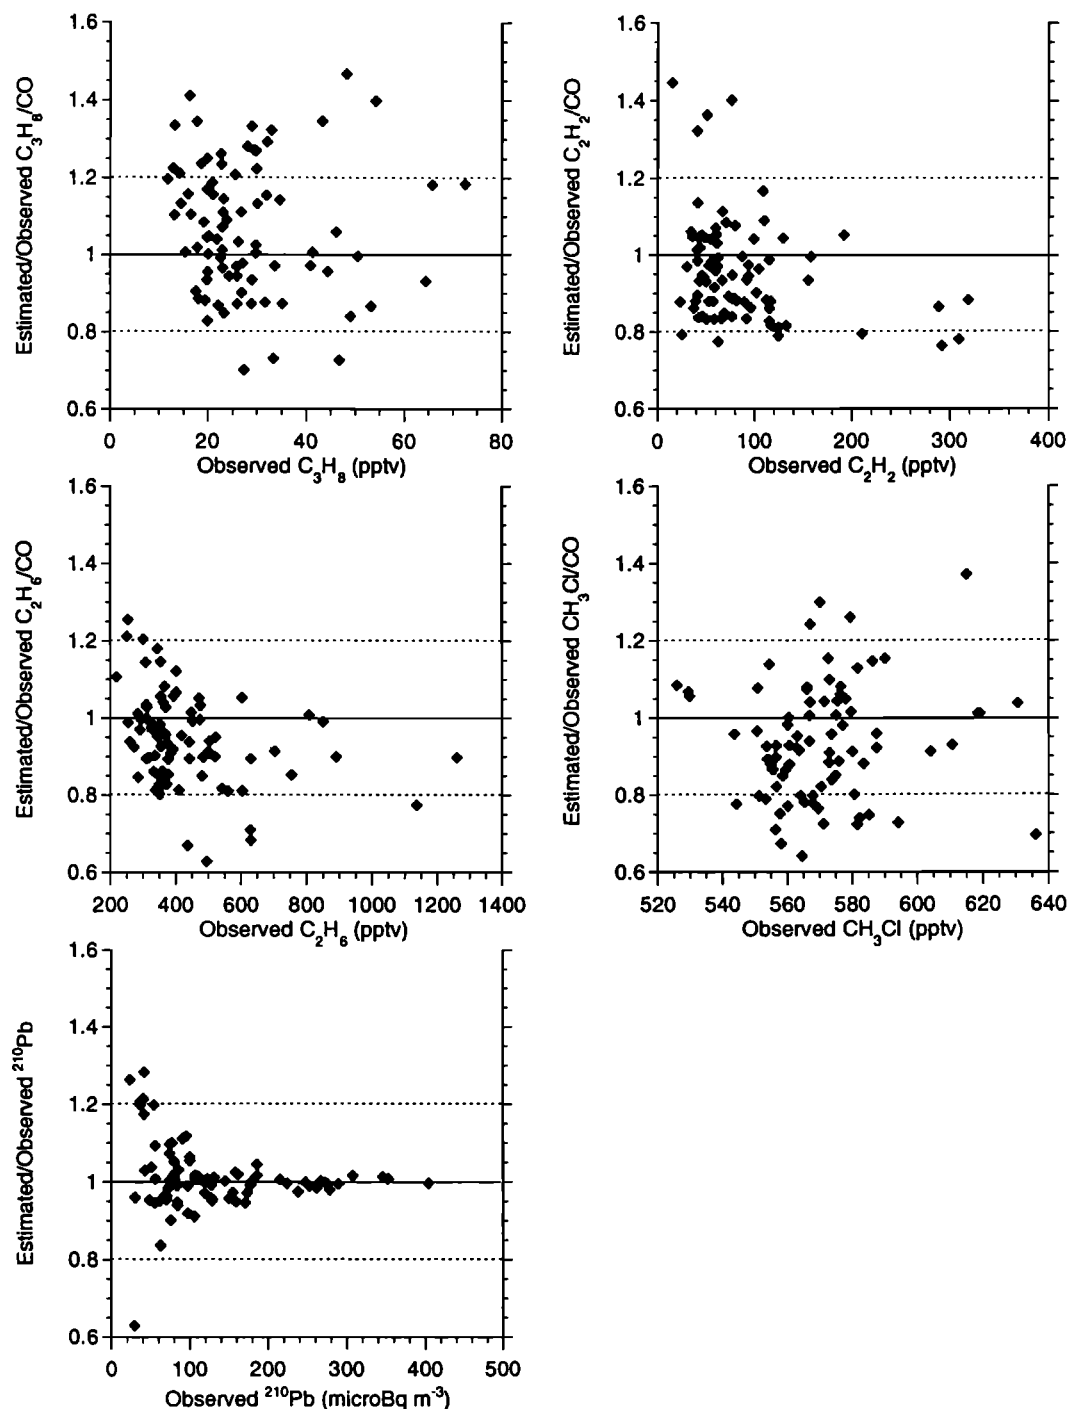 Estimated/Observed C3H8/CO
1.6
1.4
1.2
1
0.8
0.6
0 20 40 60 80
Observed C3H8 (pptv)
Estimated/Observed C2H2/CO
1.6
1.4
1.2
1
0.8
0.6
0 100 200 300 400
Observed C2H2 (pptv)
Estimated/Observed C2H6/CO
1.6
1.4
1.2
1
0.8
0.6
200 400 600 800 1000 1200 1400
Observed C2H6 (pptv)
Estimated/Observed CH3Cl/CO
1.6
1.4
1.2
1
0.8
0.6
520 540 560 580 600 620 640
Observed CH3Cl (pptv)
Estimated/Observed 210Pb
1.6
1.4
1.2
1
0.8
0.6
0 100 200 300 400 500
Observed 210Pb (microBq m-3)